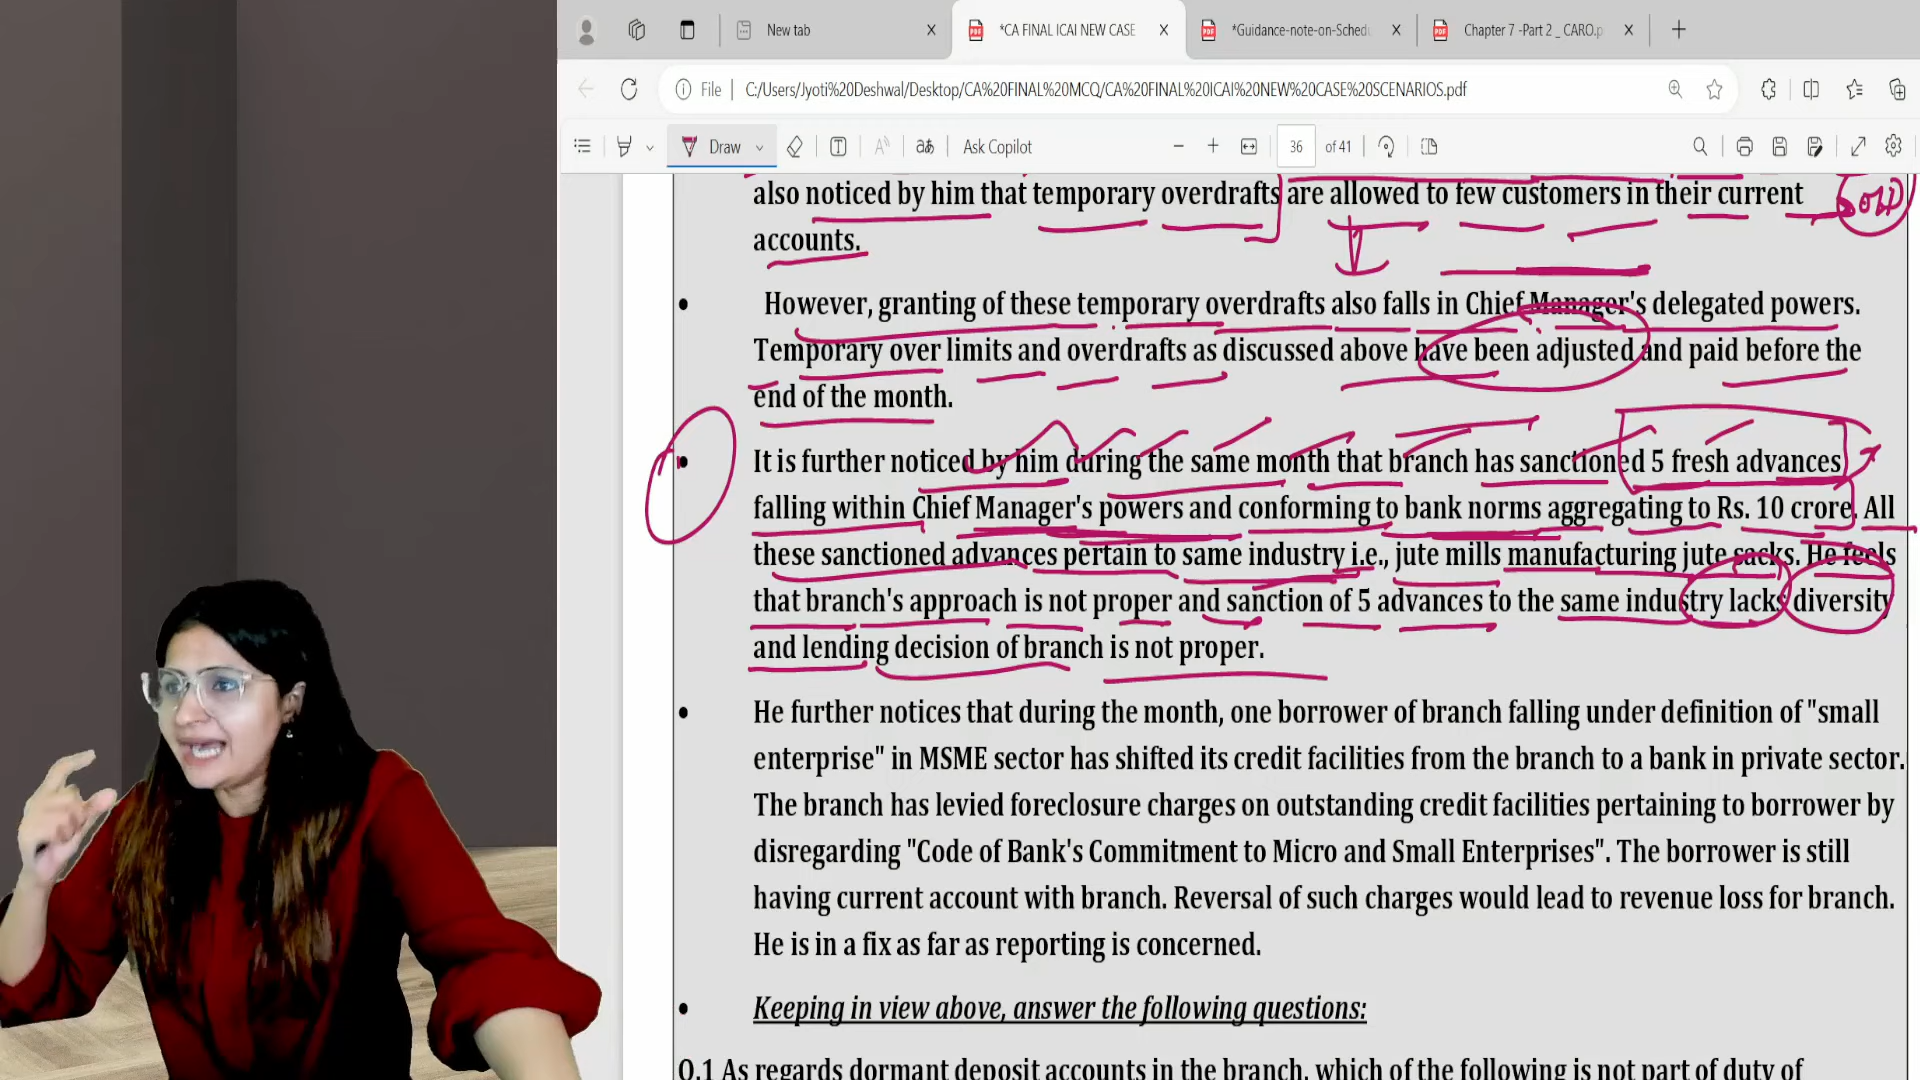 New tab
*CA FINAL ICAI NEW CASE
*Guidance-note-on-Schedu
Chapter 7 -Part 2 _ CARO.p
File
C:/Users/Jyoti%20Deshwal/Desktop/CA%20FINAL%20MCQ/CA%20FINAL%20ICAI%20NEW%20CASE%20SCENARIOS.pdf
Draw
aあ
Ask Copilot
36
of 41
also noticed by him that temporary overdrafts are allowed to few customers in their current
accounts.
• However, granting of these temporary overdrafts also falls in Chief Manager's delegated powers.
Temporary over limits and overdrafts as discussed above have been adjusted and paid before the
end of the month.
• It is further noticed by him during the same month that branch has sanctioned 5 fresh advances
falling within Chief Manager's powers and conforming to bank norms aggregating to Rs. 10 crore. All
these sanctioned advances pertain to same industry i.e., jute mills manufacturing jute sacks. He feels
that branch's approach is not proper and sanction of 5 advances to the same industry lacks diversity
and lending decision of branch is not proper.
• He further notices that during the month, one borrower of branch falling under definition of "small
enterprise" in MSME sector has shifted its credit facilities from the branch to a bank in private sector.
The branch has levied foreclosure charges on outstanding credit facilities pertaining to borrower by
disregarding "Code of Bank's Commitment to Micro and Small Enterprises". The borrower is still
having current account with branch. Reversal of such charges would lead to revenue loss for branch.
He is in a fix as far as reporting is concerned.
• Keeping in view above, answer the following questions:
Q.1 As regards dormant deposit accounts in the branch, which of the following is not part of duty of